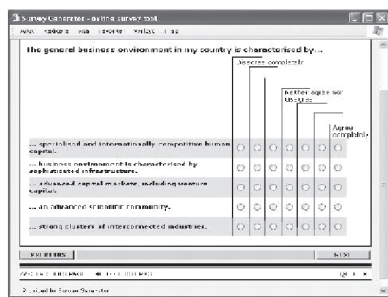 Survey Generator - online survey tool
The general business environment in my country is characterised by...
Disagree completely
Neither agree nor
disagree
Agree
completely
... specialised and internationally competitive human
capital.
... business environment is characterised by
sophisticated infrastructure.
... advanced capital markets, including venture
capital.
... an advanced scientific community.
... strong clusters of interconnected industries.
PREVIOUS
NEXT
Survey Generator